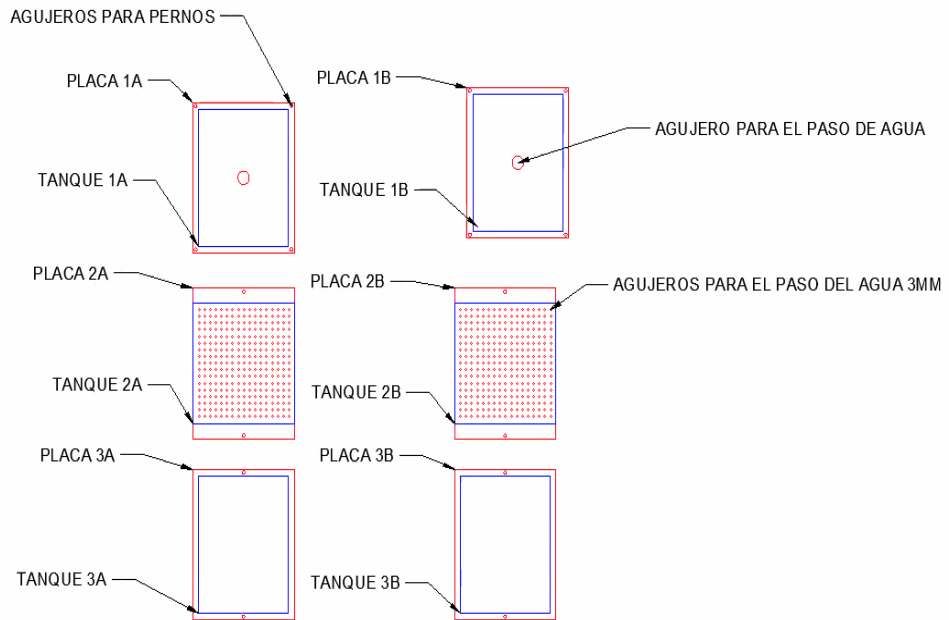 AGUJEROS PARA PERNOS
PLACA 1A
PLACA 1B
AGUJERO PARA EL PASO DE AGUA
TANQUE 1A
TANQUE 1B
PLACA 2A
PLACA 2B
AGUJEROS PARA EL PASO DEL AGUA 3MM
TANQUE 2A
TANQUE 2B
PLACA 3A
PLACA 3B
TANQUE 3A
TANQUE 3B